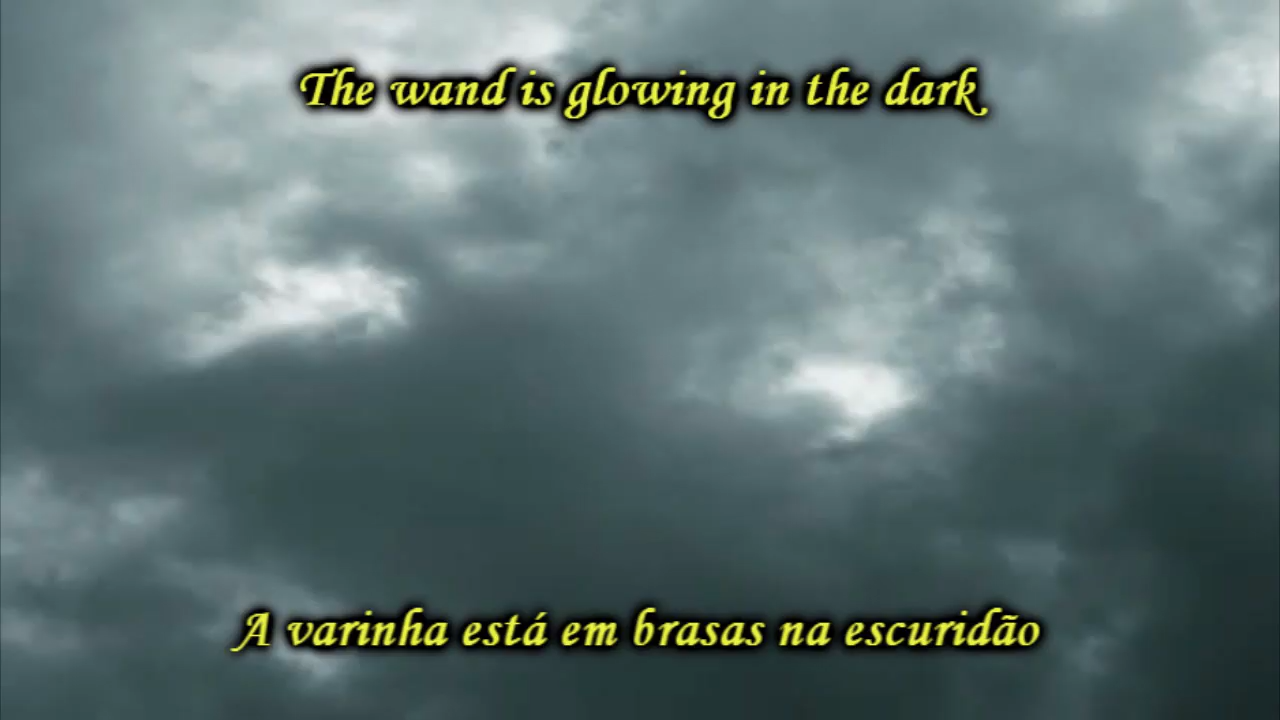 The wand is glowing in the dark
A varinha está em brasas na escuridão